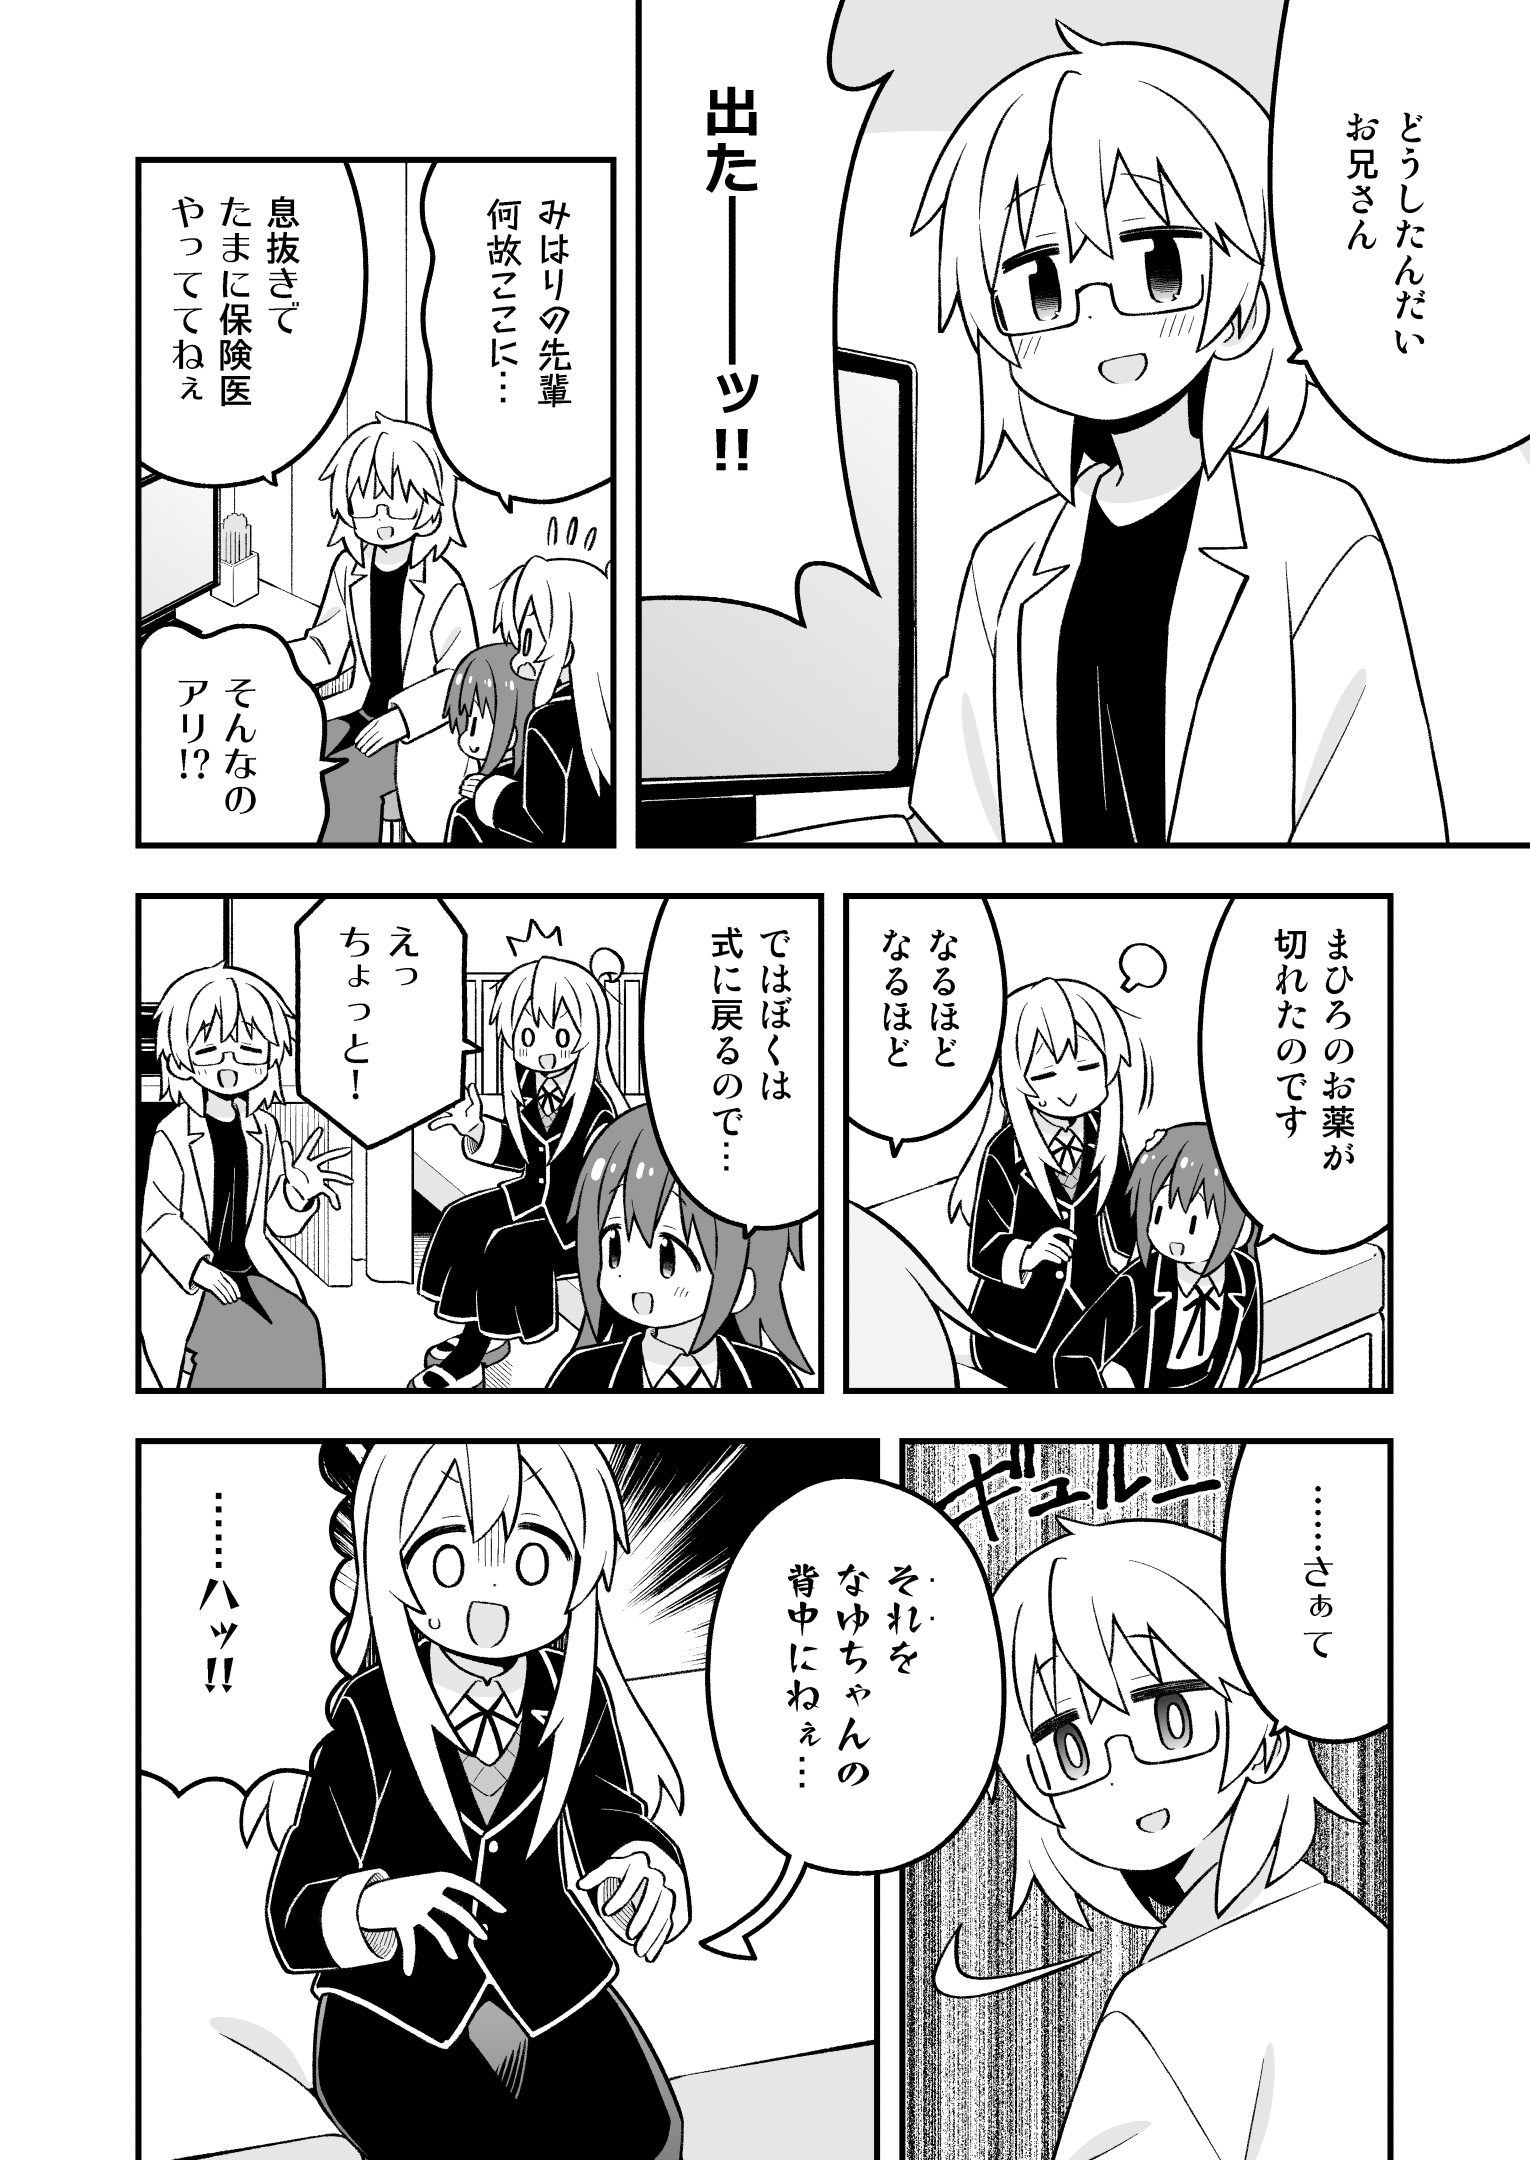 どうしたんだい
お兄さん
出たーーーッ!!
みはりの先輩
何故ここに…
息抜きで
たまに保険医
やっててねぇ
そんなの
アリ!?
まひろのお薬が
切れたのです
なるほど
なるほど
ではぼくは
式に戻るので…
えっ
ちょっと!
……さぁて
ギュルン
それを
なゆちゃんの
背中にねぇ…
……ハッ!!